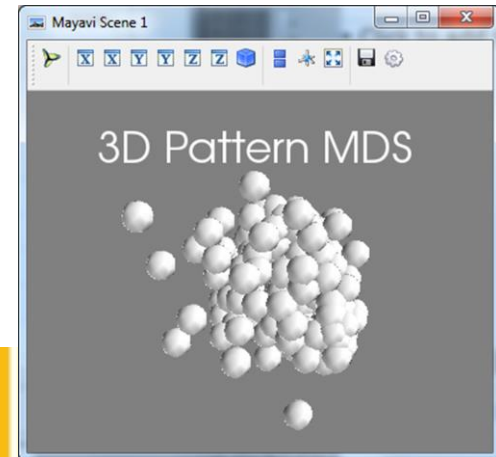 Mayavi Scene 1
X X Y Y Z Z
3D Pattern MDS